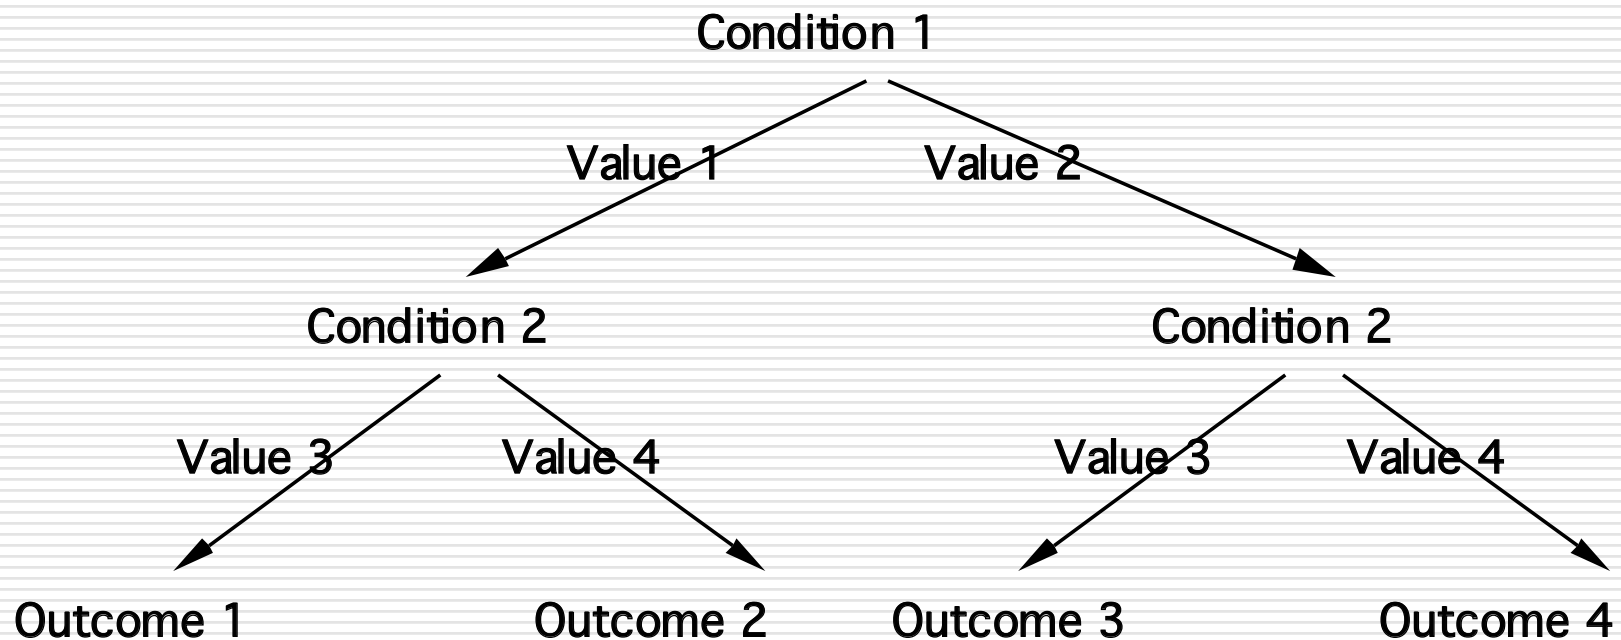 Condition 1
Value 1 Value 2
Condition 2 Condition 2
Value 3 Value 4 Value 3 Value 4
Outcome 1 Outcome 2 Outcome 3 Outcome 4